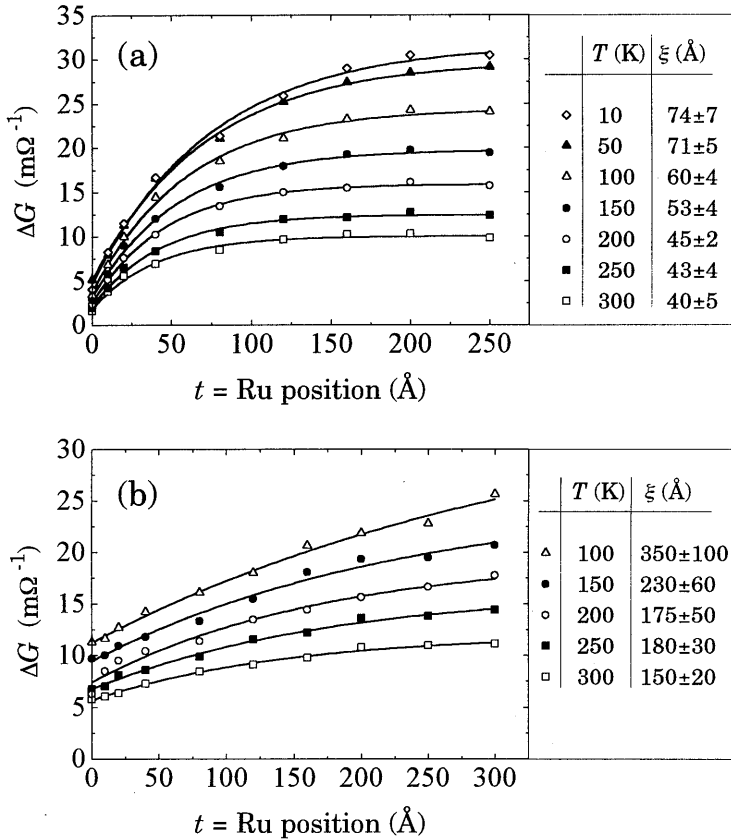 (a)
35
30
25
20
15
10
5
0
ΔG (mΩ⁻¹)
0 50 100 150 200 250
t = Ru position (Å)
T (K) ξ (Å)
10 74±7
50 71±5
100 60±4
150 53±4
200 45±2
250 43±4
300 40±5
(b)
30
25
20
15
10
5
0
ΔG (mΩ⁻¹)
0 50 100 150 200 250 300
t = Ru position (Å)
T (K) ξ (Å)
100 350±100
150 230±60
200 175±50
250 180±30
300 150±20